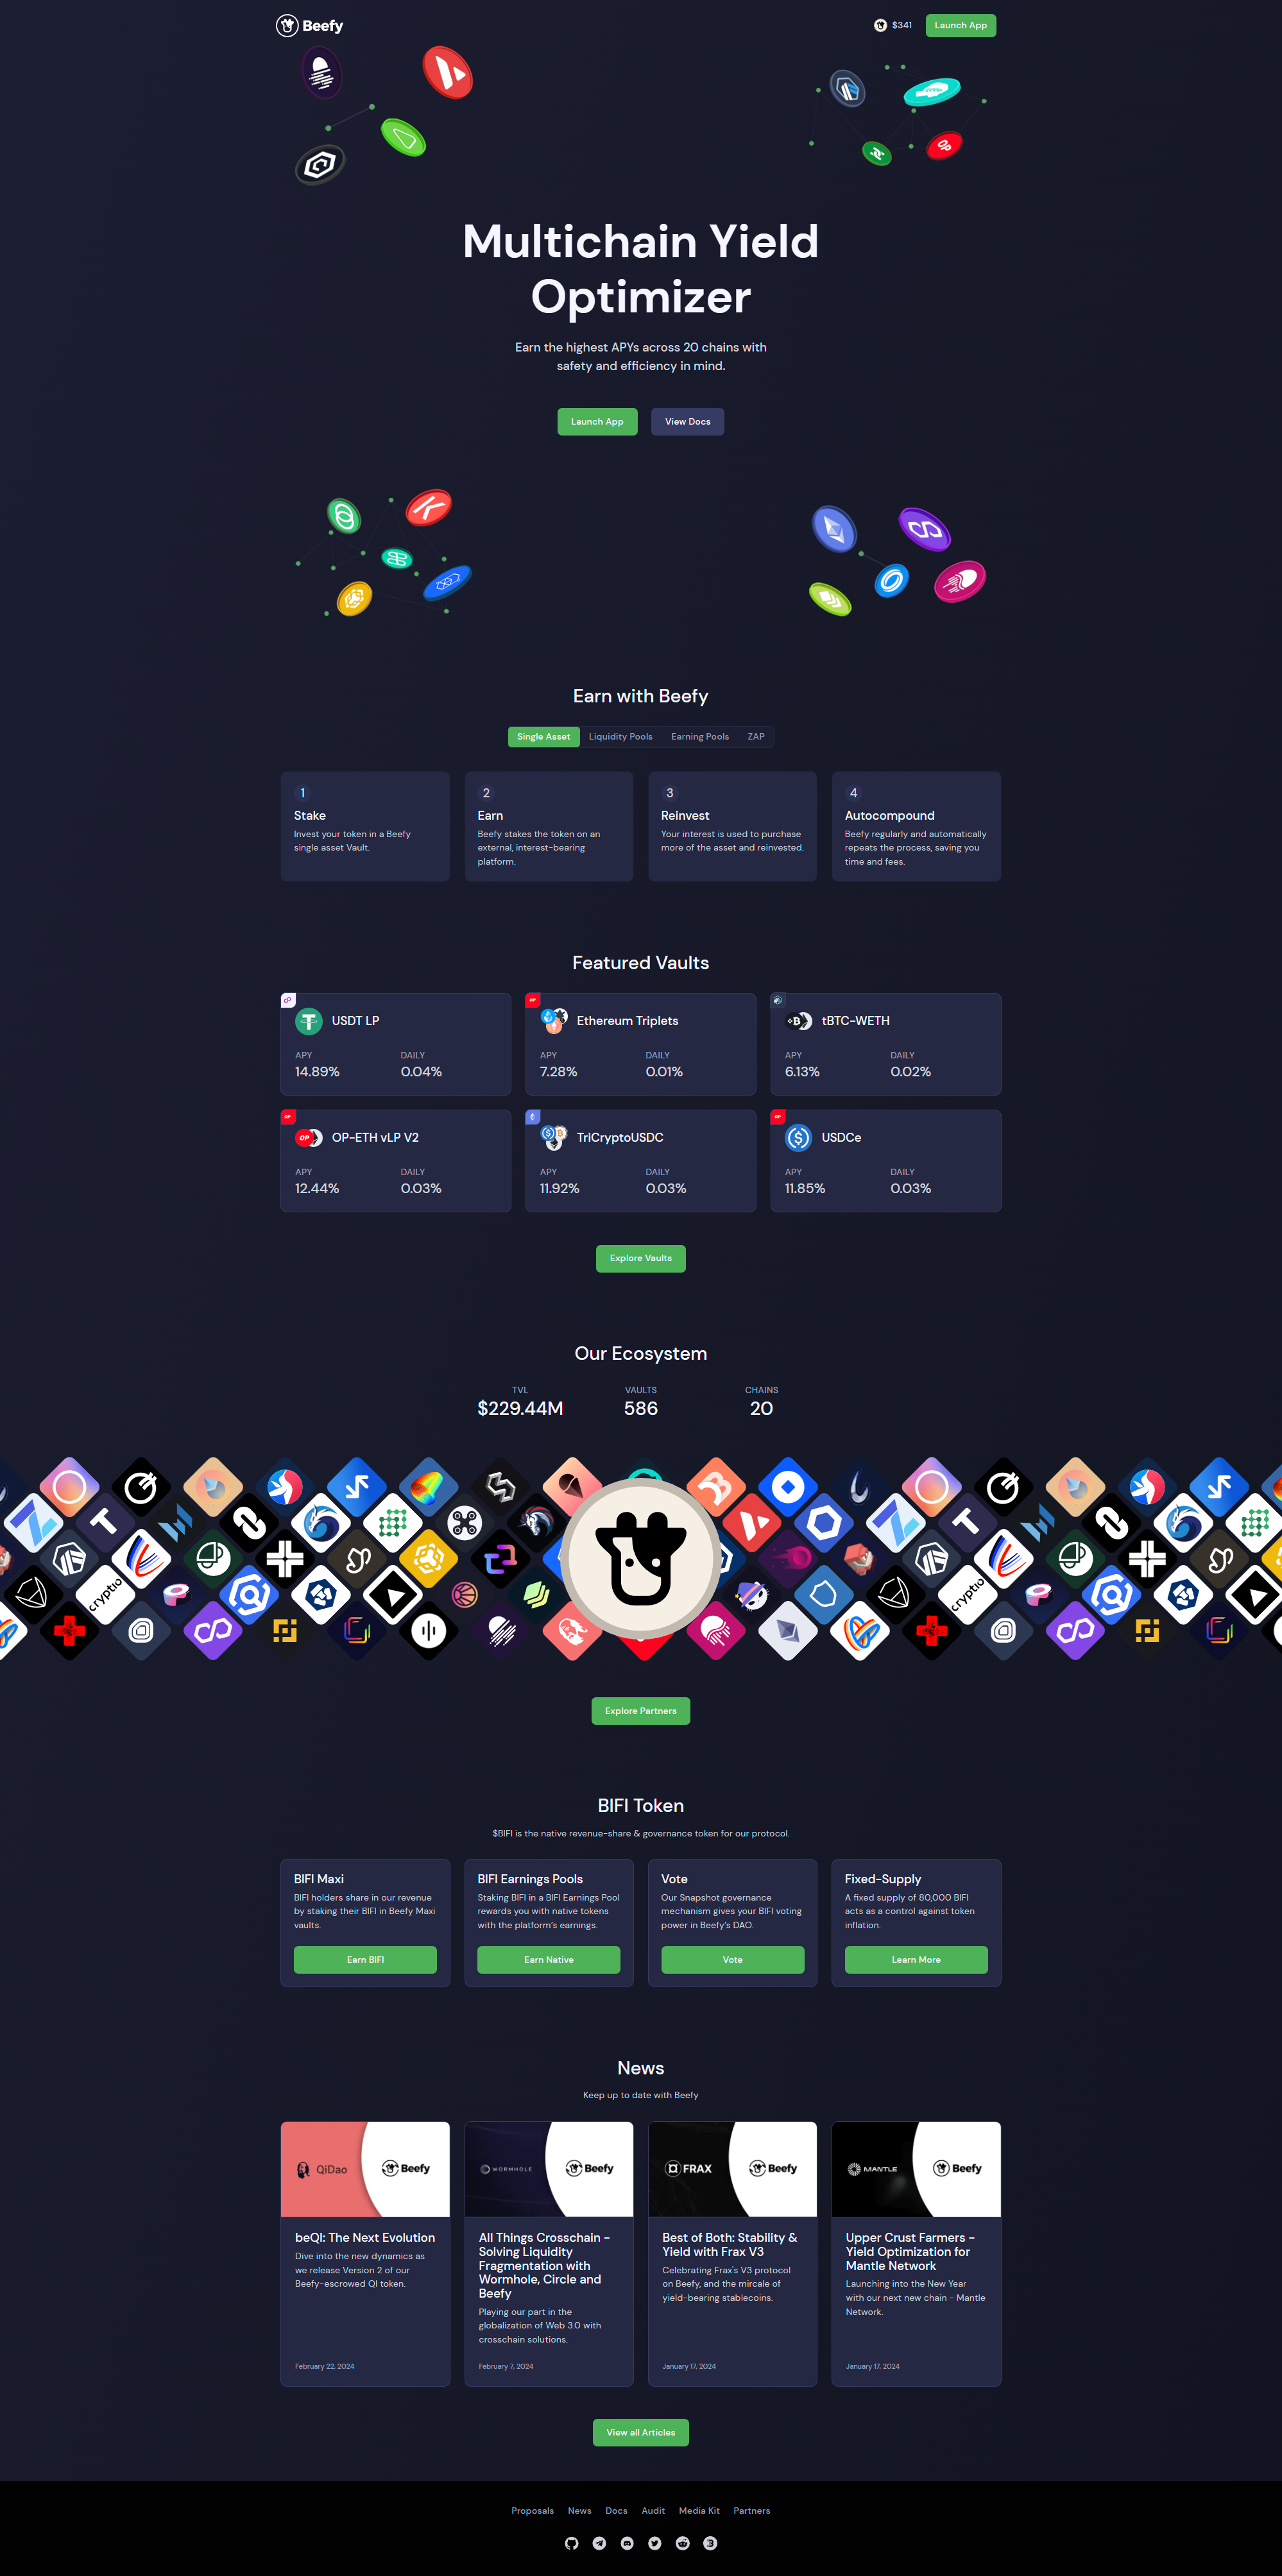 Beefy
$341
Launch App
Multichain Yield
Optimizer
Earn the highest APYs across 20 chains with
safety and efficiency in mind.
Launch App
View Docs
Earn with Beefy
Single Asset
Liquidity Pools
Earning Pools
ZAP
1
Stake
Invest your token in a Beefy
single asset Vault.
2
Earn
Beefy stakes the token on an
external, interest-bearing
platform.
3
Reinvest
Your interest is used to purchase
more of the asset and reinvested.
4
Autocompound
Beefy regularly and automatically
repeats the process, saving you
time and fees.
Featured Vaults
USDT LP
APY
DAILY
14.89%
0.04%
OP
Ethereum Triplets
APY
DAILY
7.28%
0.01%
tBTC-WETH
APY
DAILY
6.13%
0.02%
OP
OP
OP-ETH vLP V2
APY
DAILY
12.44%
0.03%
TriCryptoUSDC
APY
DAILY
11.92%
0.03%
OP
USDCe
APY
DAILY
11.85%
0.03%
Explore Vaults
Our Ecosystem
TVL
VAULTS
CHAINS
$229.44M
586
20
cryptio
cryptio
Explore Partners
BIFI Token
$BIFI is the native revenue-share & governance token for our protocol.
BIFI Maxi
BIFI holders share in our revenue
by staking their BIFI in Beefy Maxi
vaults.
Earn BIFI
BIFI Earnings Pools
Staking BIFI in a BIFI Earnings Pool
rewards you with native tokens
with the platform's earnings.
Earn Native
Vote
Our Snapshot governance
mechanism gives your BIFI voting
power in Beefy's DAO.
Vote
Fixed-Supply
A fixed supply of 80,000 BIFI
acts as a control against token
inflation.
Learn More
News
Keep up to date with Beefy
QiDao
Beefy
beQI: The Next Evolution
Dive into the new dynamics as
we release Version 2 of our
Beefy-escrowed QI token.
February 22, 2024
WORMHOLE
Beefy
All Things Crosschain -
Solving Liquidity
Fragmentation with
Wormhole, Circle and
Beefy
Playing our part in the
globalization of Web 3.0 with
crosschain solutions.
February 7, 2024
FRAX
Beefy
Best of Both: Stability &
Yield with Frax V3
Celebrating Frax's V3 protocol
on Beefy, and the mircale of
yield-bearing stablecoins.
January 17, 2024
MANTLE
Beefy
Upper Crust Farmers -
Yield Optimization for
Mantle Network
Launching into the New Year
with our next new chain - Mantle
Network.
January 17, 2024
View all Articles
Proposals
News
Docs
Audit
Media Kit
Partners